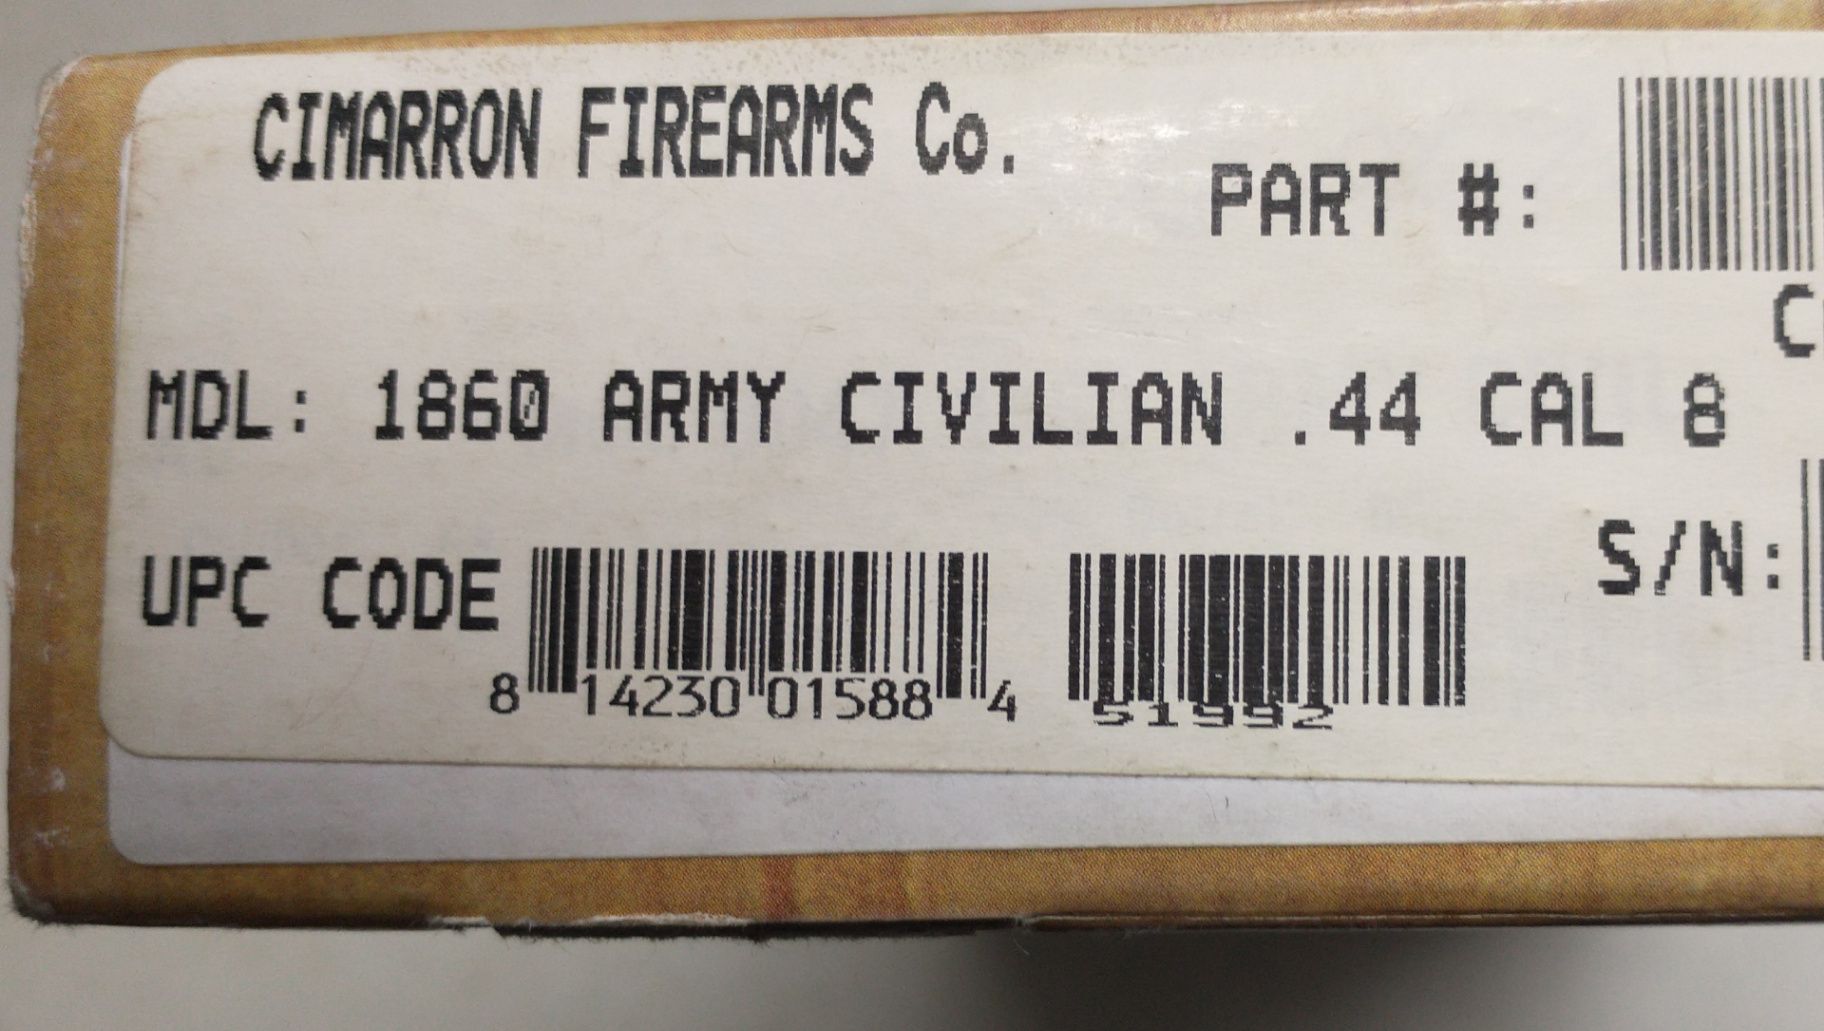 CIMARRON FIREARMS Co.
PART #:
C
MDL: 1860 ARMY CIVILIAN .44 CAL 8
UPC CODE
S/N:
8 14230 01588 4
51992